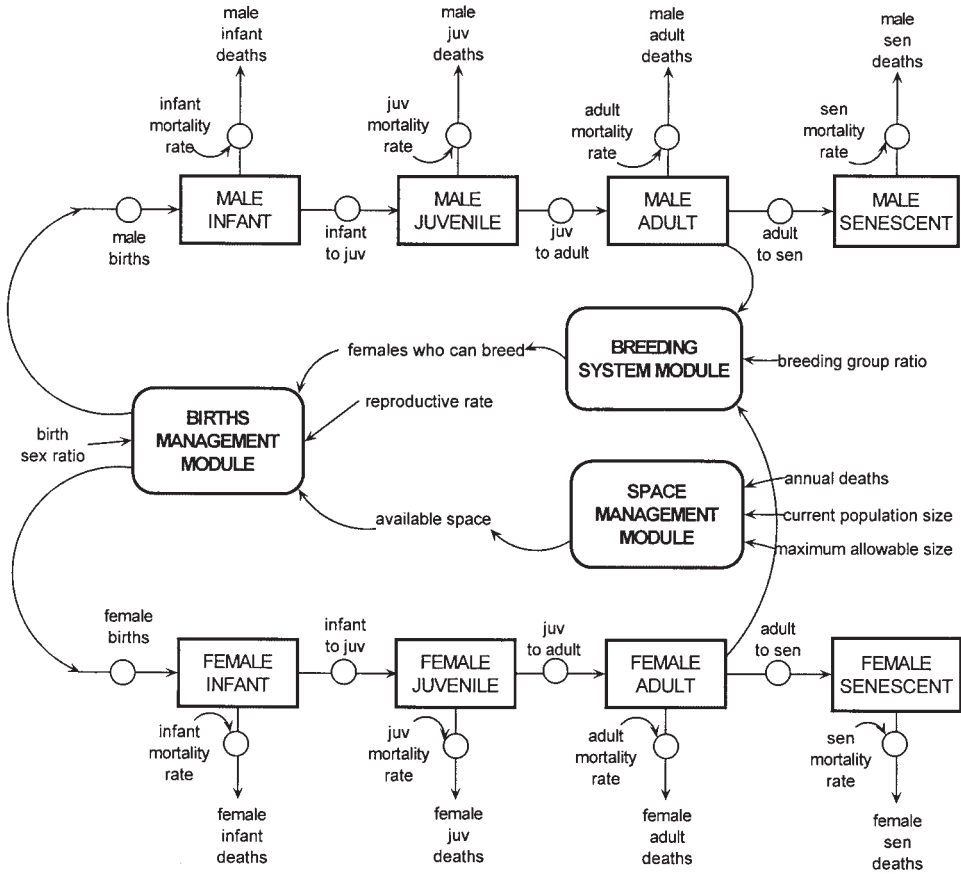 male
infant
deaths
male
juv
deaths
male
adult
deaths
male
sen
deaths
infant
mortality
rate
juv
mortality
rate
adult
mortality
rate
sen
mortality
rate
MALE
INFANT
MALE
JUVENILE
MALE
ADULT
MALE
SENESCENT
male
births
infant
to juv
juv
to adult
adult
to sen
females who can breed
BREEDING
SYSTEM MODULE
breeding group ratio
reproductive rate
birth
sex ratio
BIRTHS
MANAGEMENT
MODULE
available space
SPACE
MANAGEMENT
MODULE
annual deaths
current population size
maximum allowable size
female
births
infant
to juv
juv
to adult
adult
to sen
FEMALE
INFANT
FEMALE
JUVENILE
FEMALE
ADULT
FEMALE
SENESCENT
infant
mortality
rate
juv
mortality
rate
adult
mortality
rate
sen
mortality
rate
female
infant
deaths
female
juv
deaths
female
adult
deaths
female
sen
deaths